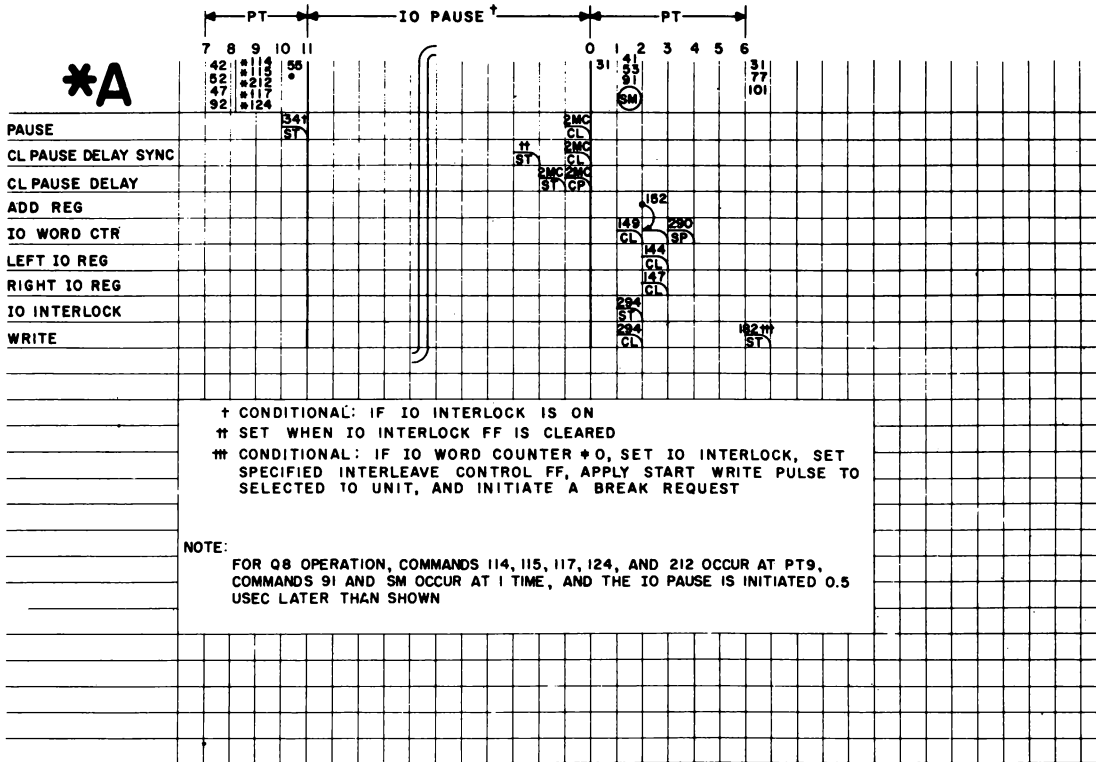 PT IO PAUSE † PT
7 8 9 10 11 0 1 2 3 4 5 6
*A
42 *114 55 31 41 31
52 *115 • 53 77
47 *212 91 101
92 *117 SM
*124
PAUSE 134† ST 2MC CL
CL PAUSE DELAY SYNC †† ST 2MC CL
CL PAUSE DELAY 2MC ST 2MC CP
ADD REG 152
IO WORD CTR 149 CL 290 SP
LEFT IO REG 144 CL
RIGHT IO REG 147 CL
IO INTERLOCK 294 ST
WRITE 294 CL 182††† ST
† CONDITIONAL: IF IO INTERLOCK IS ON
†† SET WHEN IO INTERLOCK FF IS CLEARED
††† CONDITIONAL: IF IO WORD COUNTER ≠ 0, SET IO INTERLOCK, SET
SPECIFIED INTERLEAVE CONTROL FF, APPLY START WRITE PULSE TO
SELECTED IO UNIT, AND INITIATE A BREAK REQUEST
NOTE:
FOR Q8 OPERATION, COMMANDS 114, 115, 117, 124, AND 212 OCCUR AT PT9,
COMMANDS 91 AND SM OCCUR AT 1 TIME, AND THE IO PAUSE IS INITIATED 0.5
USEC LATER THAN SHOWN